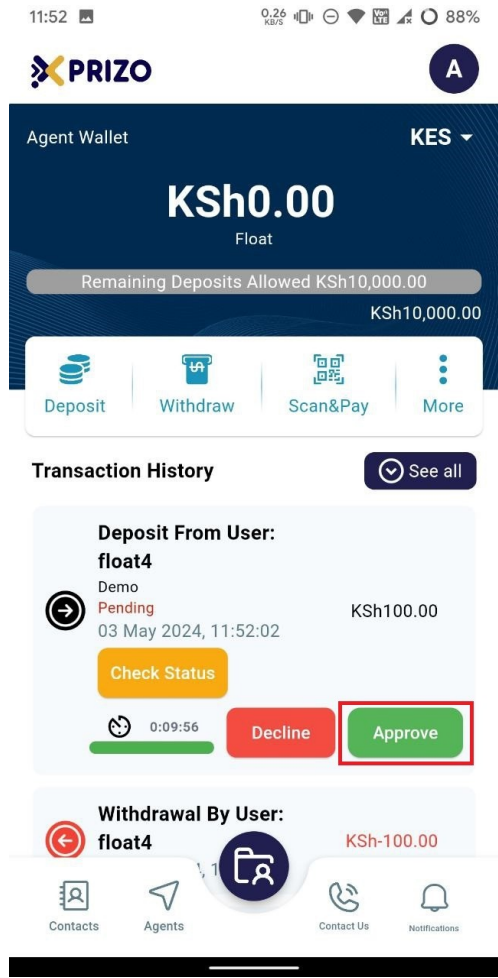 11:52
0.26 KB/S
Vo)) LTE
88%
PRIZO
A
Agent Wallet
KES
KSh0.00
Float
Remaining Deposits Allowed KSh10,000.00
KSh10,000.00
Deposit
Withdraw
Scan&Pay
More
Transaction History
See all
Deposit From User:
float4
Demo
Pending
KSh100.00
03 May 2024, 11:52:02
Check Status
0:09:56
Decline
Approve
Withdrawal By User:
float4
KSh-100.00
Contacts
Agents
Contact Us
Notifications